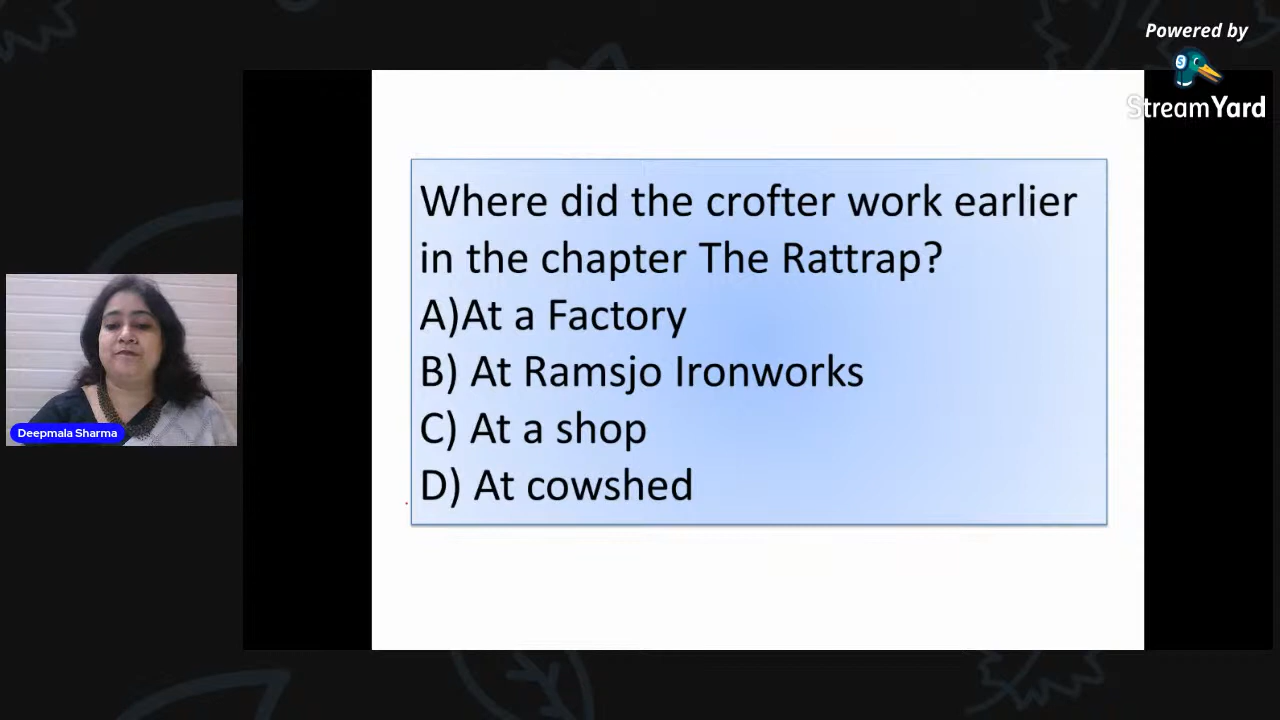 Powered by
StreamYard
Where did the crofter work earlier
in the chapter The Rattrap?
A)At a Factory
B) At Ramsjo Ironworks
C) At a shop
D) At cowshed
Deepmala Sharma